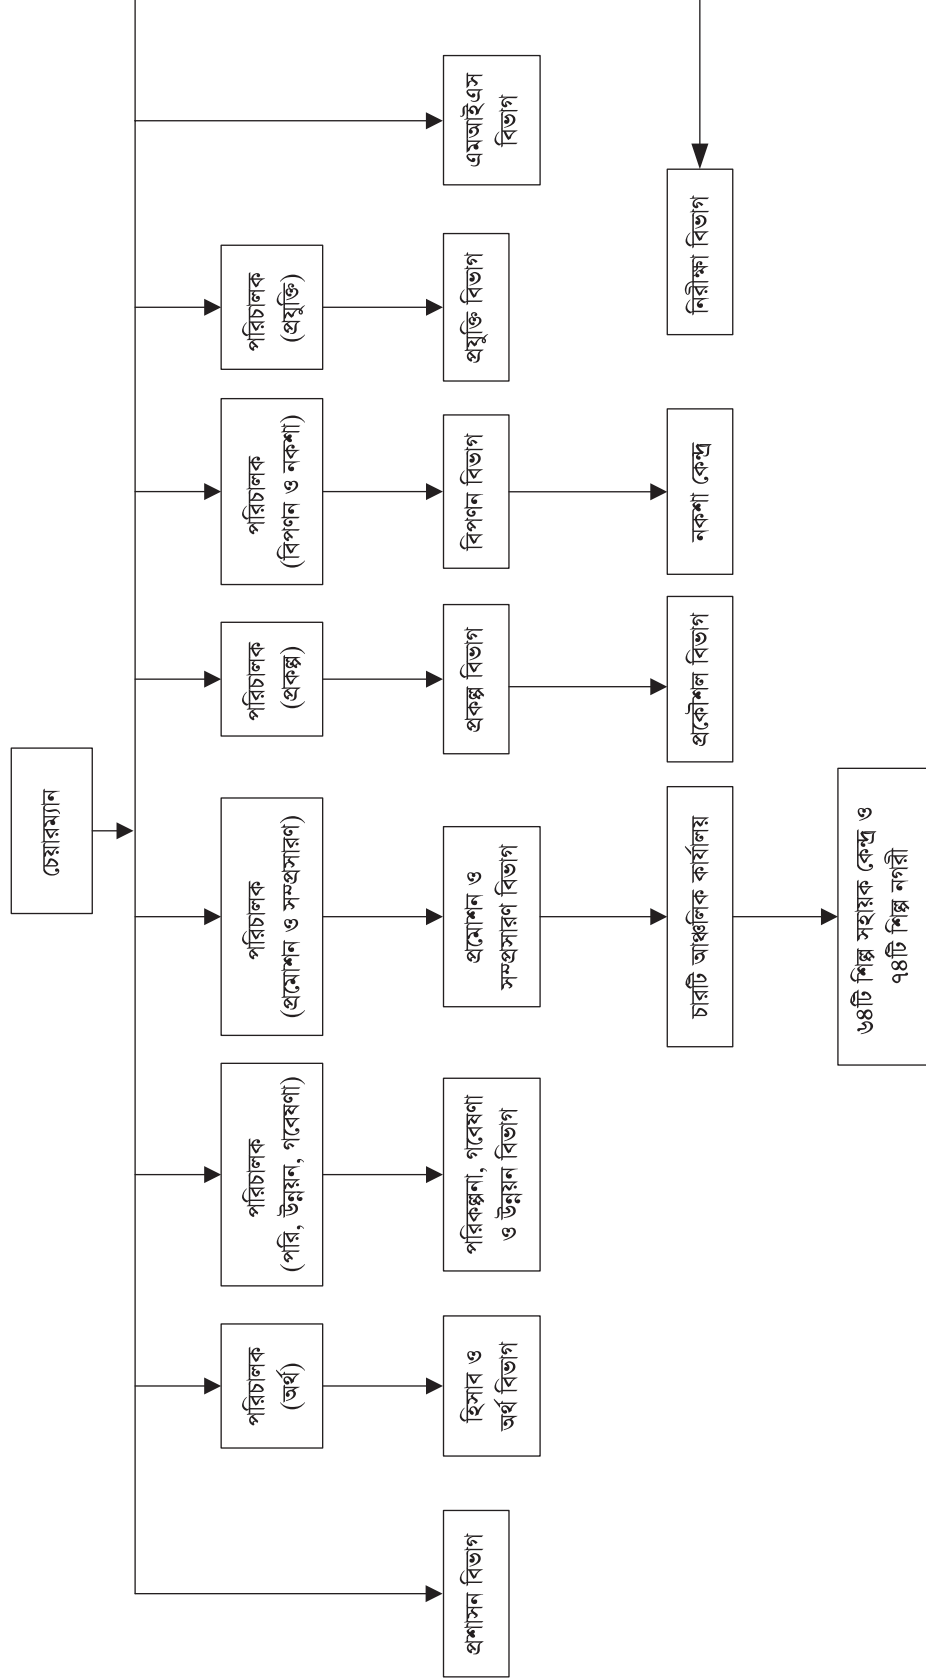 চেয়ারম্যান
পরিচালক
(অর্থ)
পরিচালক
(পরি, উন্নয়ন, গবেষণা)
পরিচালক
(প্রমোশন ও সম্প্রসারণ)
পরিচালক
(প্রকল্প)
পরিচালক
(বিপণন ও নকশা)
পরিচালক
(প্রযুক্তি)
প্রশাসন বিভাগ
হিসাব ও
অর্থ বিভাগ
পরিকল্পনা, গবেষণা
ও উন্নয়ন বিভাগ
প্রমোশন ও
সম্প্রসারণ বিভাগ
প্রকল্প বিভাগ
বিপণন বিভাগ
প্রযুক্তি বিভাগ
এমআইএস
বিভাগ
চারটি আঞ্চলিক কার্যালয়
প্রকৌশল বিভাগ
নকশা কেন্দ্র
নিরীক্ষা বিভাগ
৬৪টি শিল্প সহায়ক কেন্দ্র ও
৭৪টি শিল্প নগরী